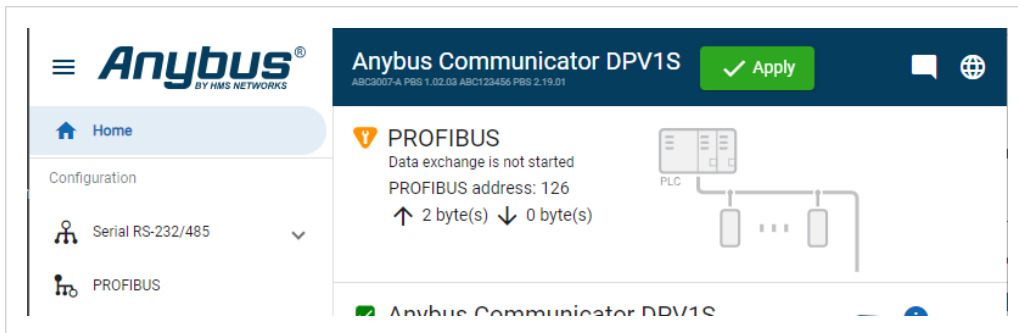 Anybus®
BY HMS NETWORKS
Home
Configuration
Serial RS-232/485
PROFIBUS
Anybus Communicator DPV1S
ABC3007-A PBS 1.02.03 ABC123456 PBS 2.19.01
Apply
PROFIBUS
Data exchange is not started
PROFIBUS address: 126
2 byte(s) 0 byte(s)
PLC
Anybus Communicator DPV1S